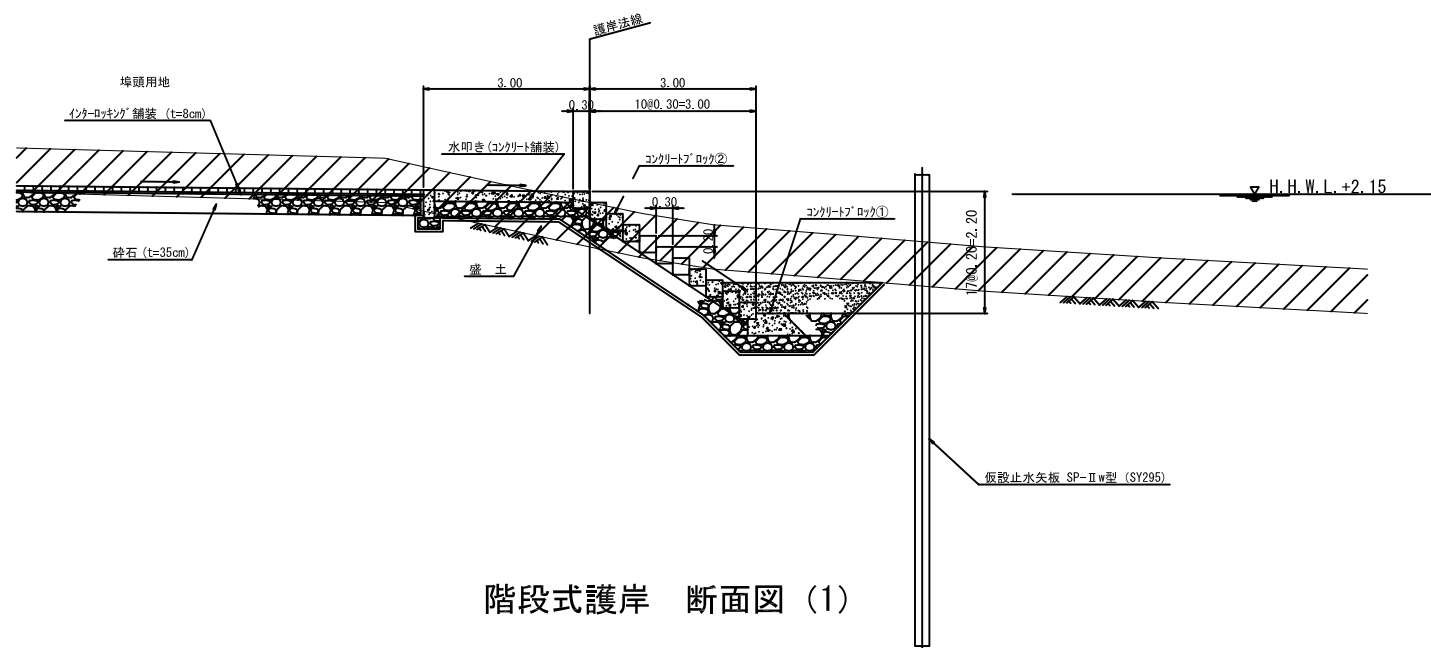 護岸法線
埠頭用地
3.00
3.00
0.30
10@0.30=3.00
インターロッキング舗装 (t=8cm)
水叩き(コンクリート舗装)
コンクリートブロック②
H.H.W.L.+2.15
0.30
コンクリートブロック①
0.20
17@0.20=2.20
砕石 (t=35cm)
盛 土
仮設止水矢板 SP-Ⅱw型 (SY295)
階段式護岸 断面図 (1)